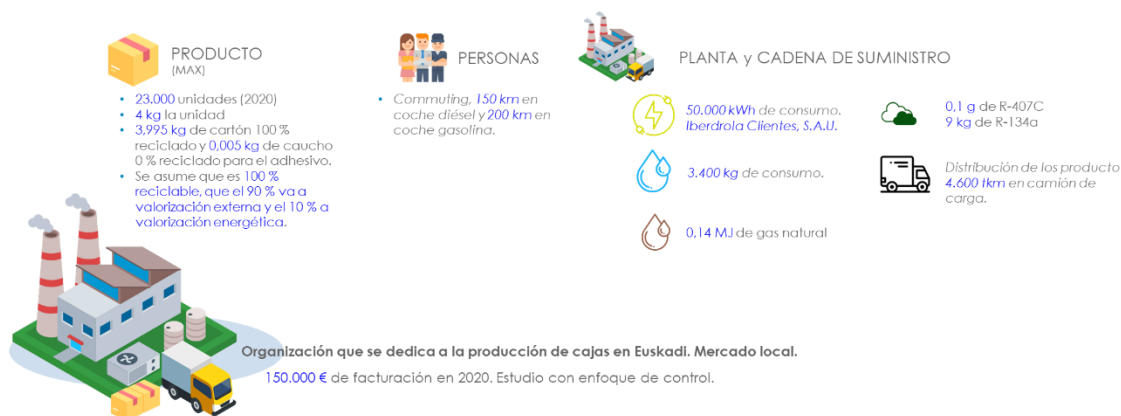 PRODUCTO
(MAX)
• 23.000 unidades (2020)
• 4 kg la unidad
• 3,995 kg de cartón 100 %
reciclado y 0,005 kg de caucho
0 % reciclado para el adhesivo.
• Se asume que es 100 %
reciclable, que el 90 % va a
valorización externa y el 10 % a
valorización energética.
PERSONAS
• Commuting, 150 km en
coche diésel y 200 km en
coche gasolina.
PLANTA y CADENA DE SUMINISTRO
50.000 kWh de consumo.
Iberdrola Clientes, S.A.U.
3.400 kg de consumo.
0,14 MJ de gas natural
0,1 g de R-407C
9 kg de R-134a
Distribución de los producto
4.600 tkm en camión de
carga.
Organización que se dedica a la producción de cajas en Euskadi. Mercado local.
150.000 € de facturación en 2020. Estudio con enfoque de control.